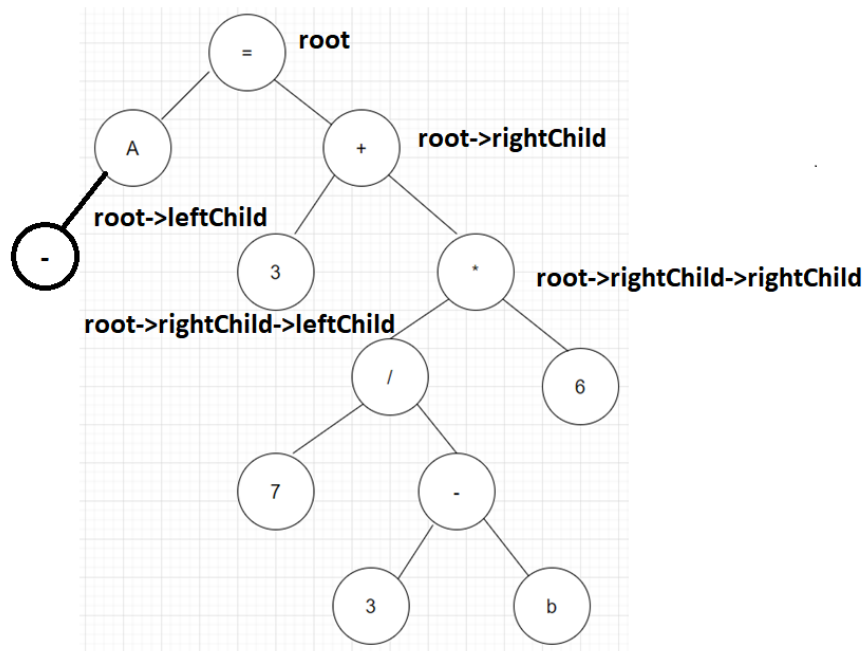 =
root
A
+
root->rightChild
root->leftChild
-
3
*
root->rightChild->rightChild
root->rightChild->leftChild
/
6
7
-
3
b